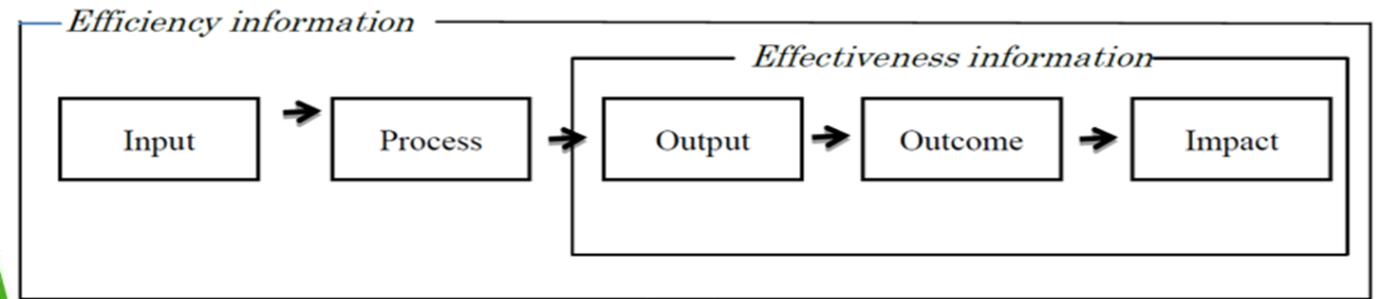 Efficiency information
Effectiveness information
Input
Process
Output
Outcome
Impact